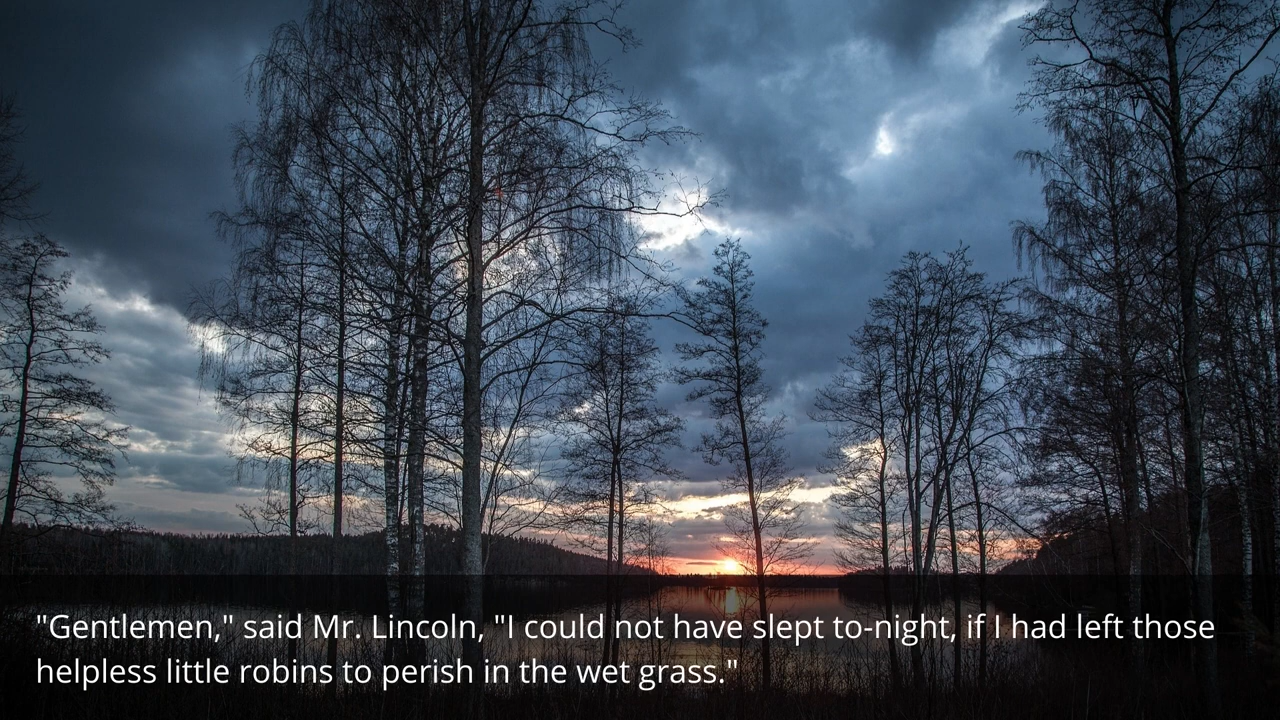 "Gentlemen," said Mr. Lincoln, "I could not have slept to-night, if I had left those
helpless little robins to perish in the wet grass."